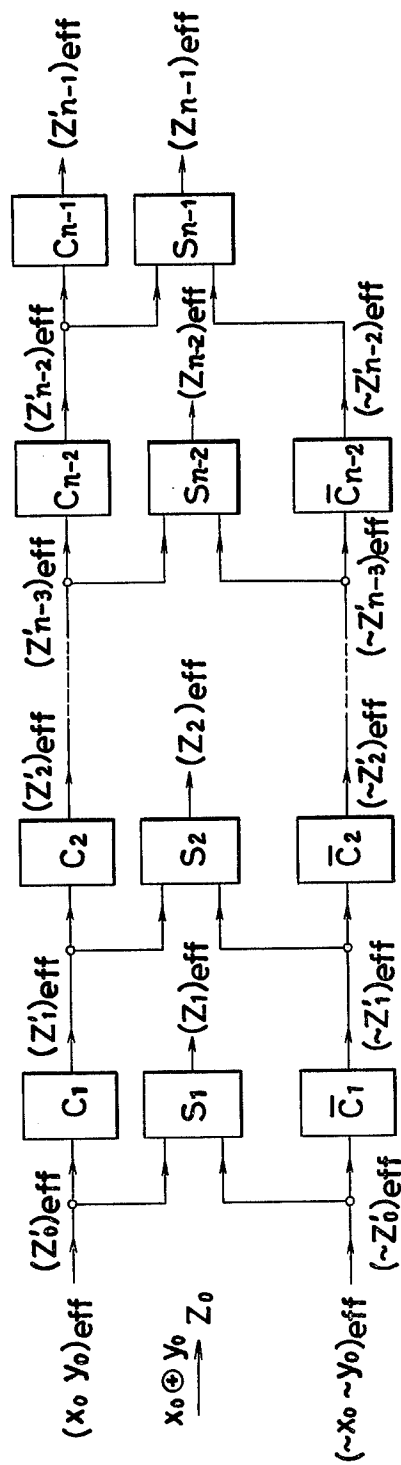 (x₀ y₀)eff
(Z'₀)eff
C₁
(Z'₁)eff
C₂
(Z'₂)eff
(Z'n-3)eff
Cn-2
(Z'n-2)eff
Cn-1
(Z'n-1)eff
x₀ ⊕ y₀
Z₀
S₁
(Z₁)eff
S₂
(Z₂)eff
Sn-2
(Zn-2)eff
Sn-1
(Zn-1)eff
(~x₀ ~y₀)eff
(~Z'₀)eff
C̅₁
(~Z'₁)eff
C̅₂
(~Z'₂)eff
(~Z'n-3)eff
C̅n-2
(~Z'n-2)eff